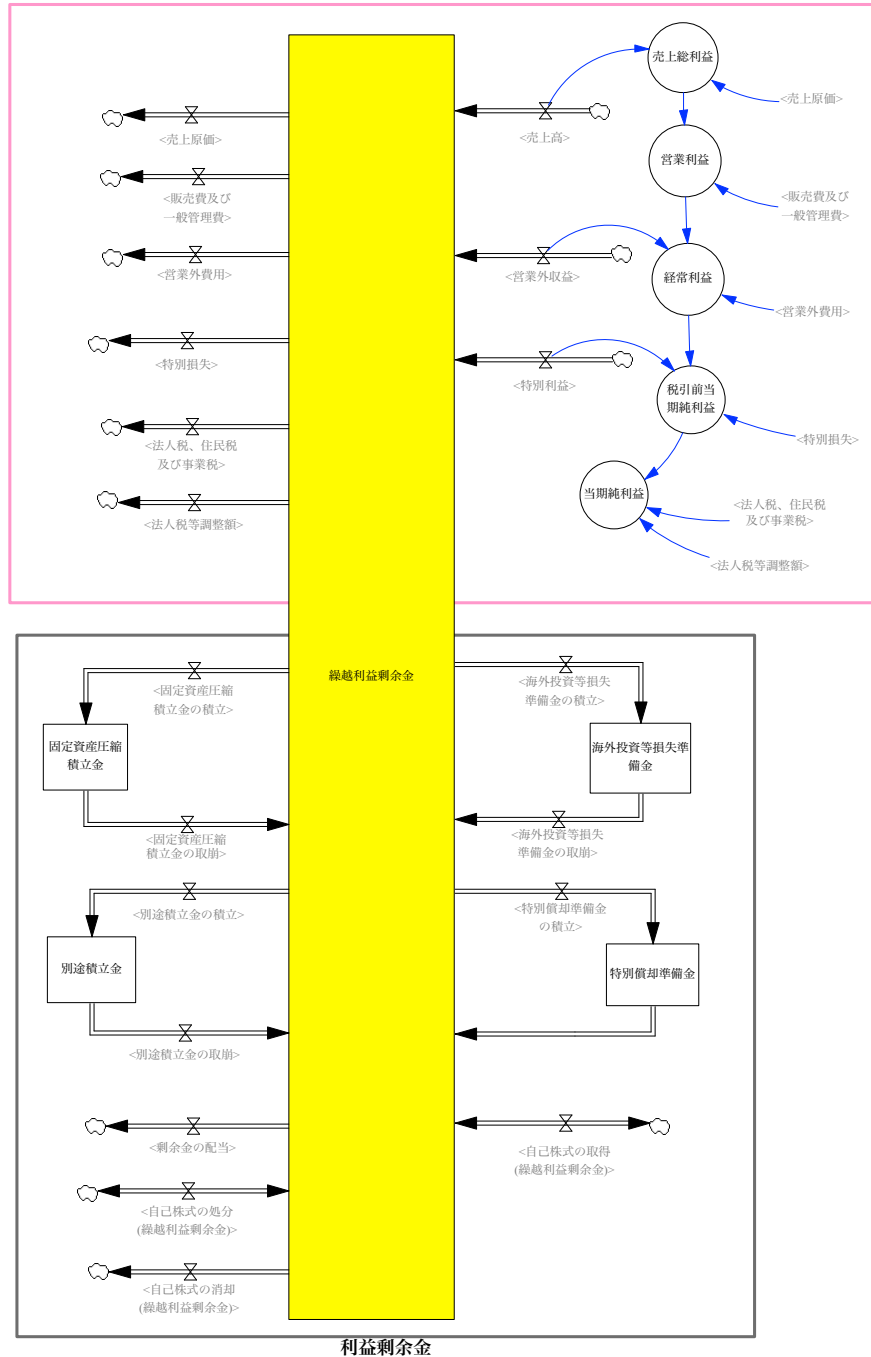 売上総利益
<売上原価>
<売上原価>
<売上高>
営業利益
<販売費及び
一般管理費>
<販売費及び
一般管理費>
<営業外費用>
<営業外収益>
経常利益
<営業外費用>
<特別損失>
<特別利益>
税引前当
期純利益
<特別損失>
<法人税、住民税
及び事業税>
当期純利益
<法人税、住民税
及び事業税>
<法人税等調整額>
<法人税等調整額>
繰越利益剰余金
<固定資産圧縮
積立金の積立>
<海外投資等損失
準備金の積立>
固定資産圧縮
積立金
海外投資等損失準
備金
<固定資産圧縮
積立金の取崩>
<海外投資等損失
準備金の取崩>
<別途積立金の積立>
<特別償却準備金
の積立>
別途積立金
特別償却準備金
<別途積立金の取崩>
<剰余金の配当>
<自己株式の取得
(繰越利益剰余金)>
<自己株式の処分
(繰越利益剰余金)>
<自己株式の消却
(繰越利益剰余金)>
利益剰余金